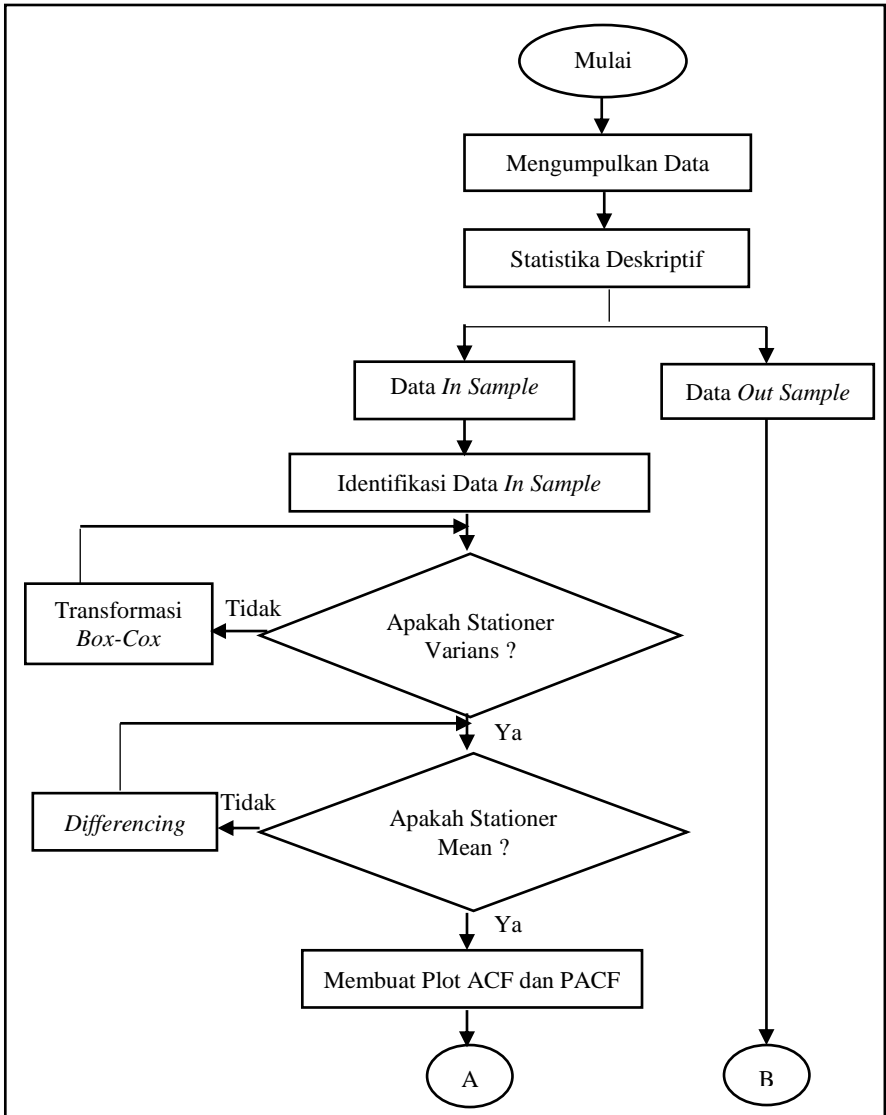 Mulai
Mengumpulkan Data
Statistika Deskriptif
Data In Sample
Data Out Sample
Identifikasi Data In Sample
Transformasi
Box-Cox
Tidak
Apakah Stationer
Varians ?
Ya
Differencing
Tidak
Apakah Stationer
Mean ?
Ya
Membuat Plot ACF dan PACF
A
B